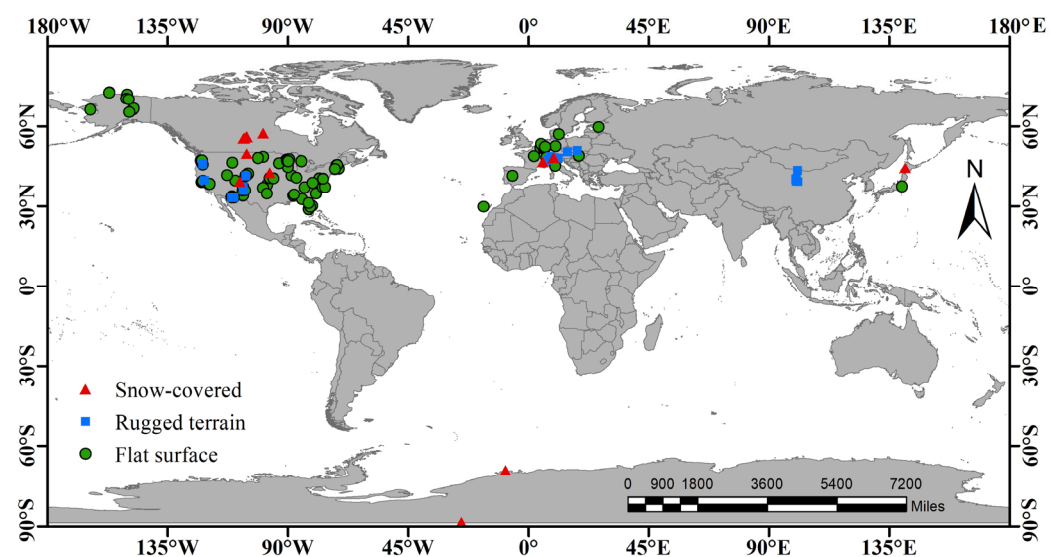 180°W 135°W 90°W 45°W 0° 45°E 90°E 135°E 180°E
60°N 60°N
30°N 30°N
N
0° 0°
30°S 30°S
Snow-covered
Rugged terrain
60°S 60°S
Flat surface
0 900 1800 3600 5400 7200
Miles
90°S 90°S
135°W 90°W 45°W 0° 45°E 90°E 135°E